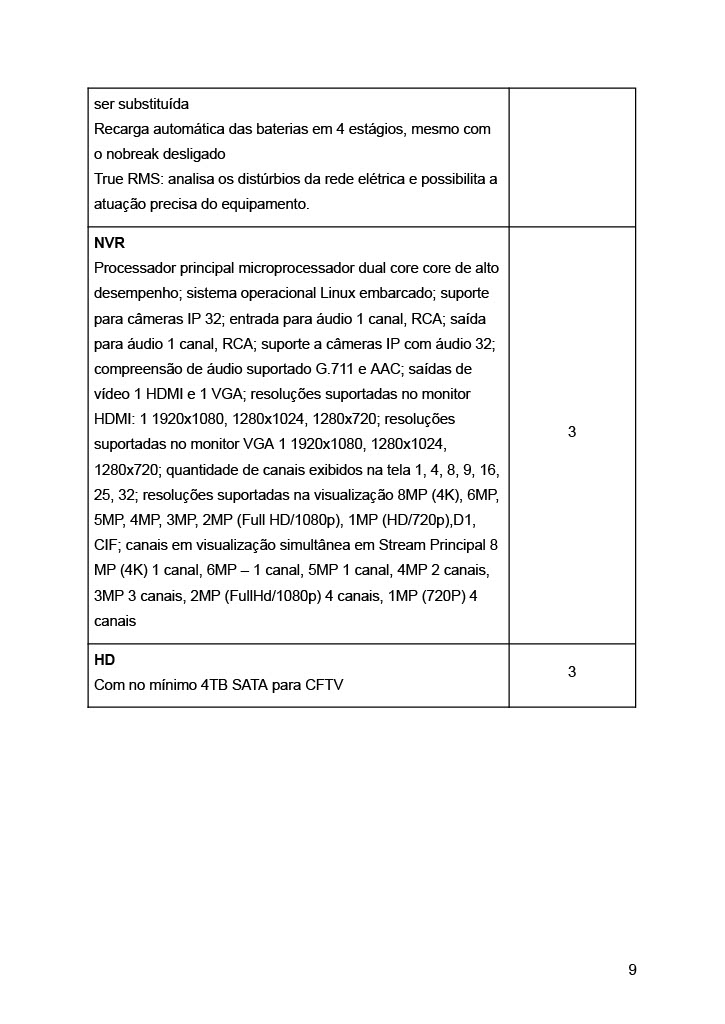 ser substituída
Recarga automática das baterias em 4 estágios, mesmo com
o nobreak desligado
True RMS: analisa os distúrbios da rede elétrica e possibilita a
atuação precisa do equipamento.
NVR
Processador principal microprocessador dual core core de alto
desempenho; sistema operacional Linux embarcado; suporte
para câmeras IP 32; entrada para áudio 1 canal, RCA; saída
para áudio 1 canal, RCA; suporte a câmeras IP com áudio 32;
compreensão de áudio suportado G.711 e AAC; saídas de
vídeo 1 HDMI e 1 VGA; resoluções suportadas no monitor
HDMI: 1 1920x1080, 1280x1024, 1280x720; resoluções
suportadas no monitor VGA 1 1920x1080, 1280x1024,
1280x720; quantidade de canais exibidos na tela 1, 4, 8, 9, 16,
25, 32; resoluções suportadas na visualização 8MP (4K), 6MP,
5MP, 4MP, 3MP, 2MP (Full HD/1080p), 1MP (HD/720p),D1,
CIF; canais em visualização simultânea em Stream Principal 8
MP (4K) 1 canal, 6MP – 1 canal, 5MP 1 canal, 4MP 2 canais,
3MP 3 canais, 2MP (FullHd/1080p) 4 canais, 1MP (720P) 4
canais
3
HD
Com no mínimo 4TB SATA para CFTV
3
9